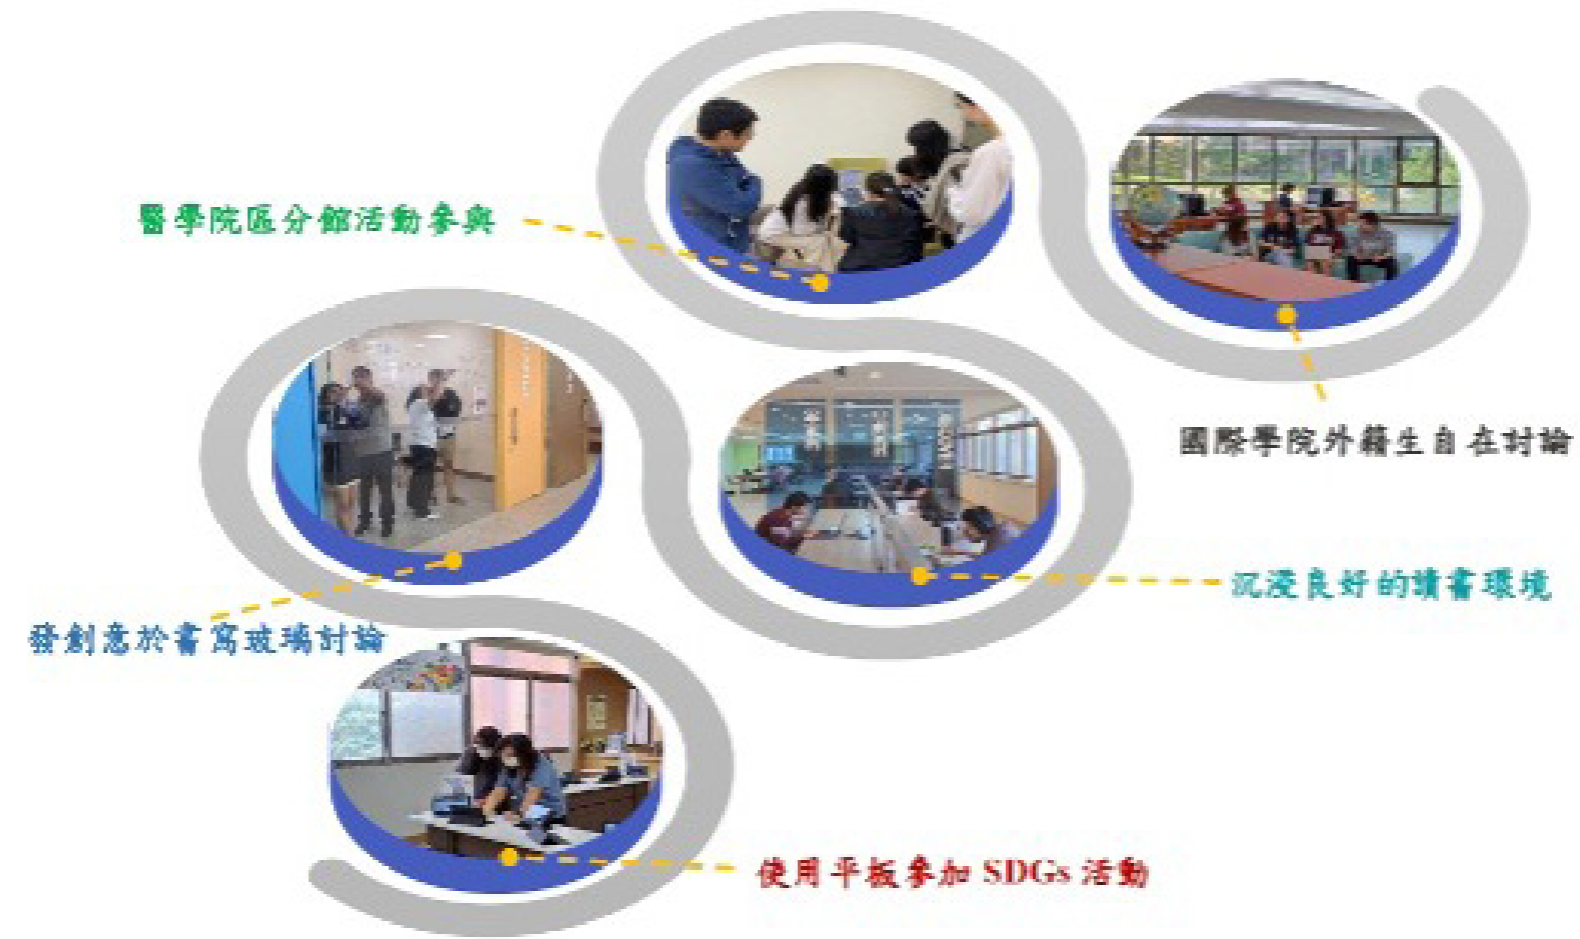 醫學院區分館活動參與
國際學院外籍生自在討論
沉浸良好的讀書環境
發創意於書寫玻璃討論
使用平板參加 SDGs 活動